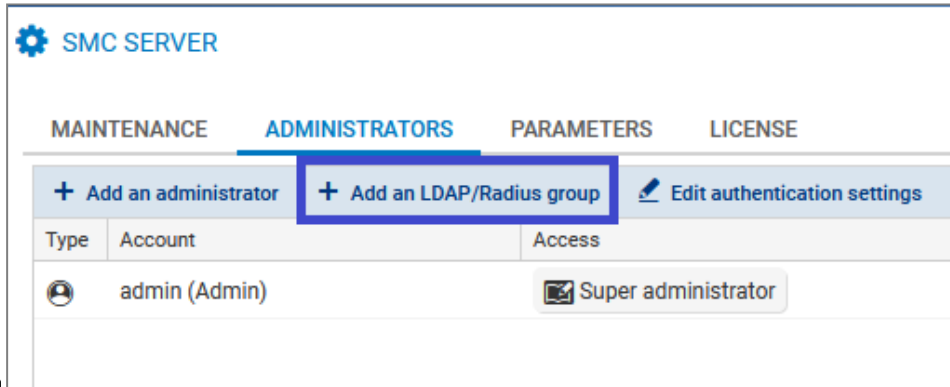 SMC SERVER
MAINTENANCE ADMINISTRATORS PARAMETERS LICENSE
+ Add an administrator + Add an LDAP/Radius group Edit authentication settings
Type Account Access
admin (Admin) Super administrator